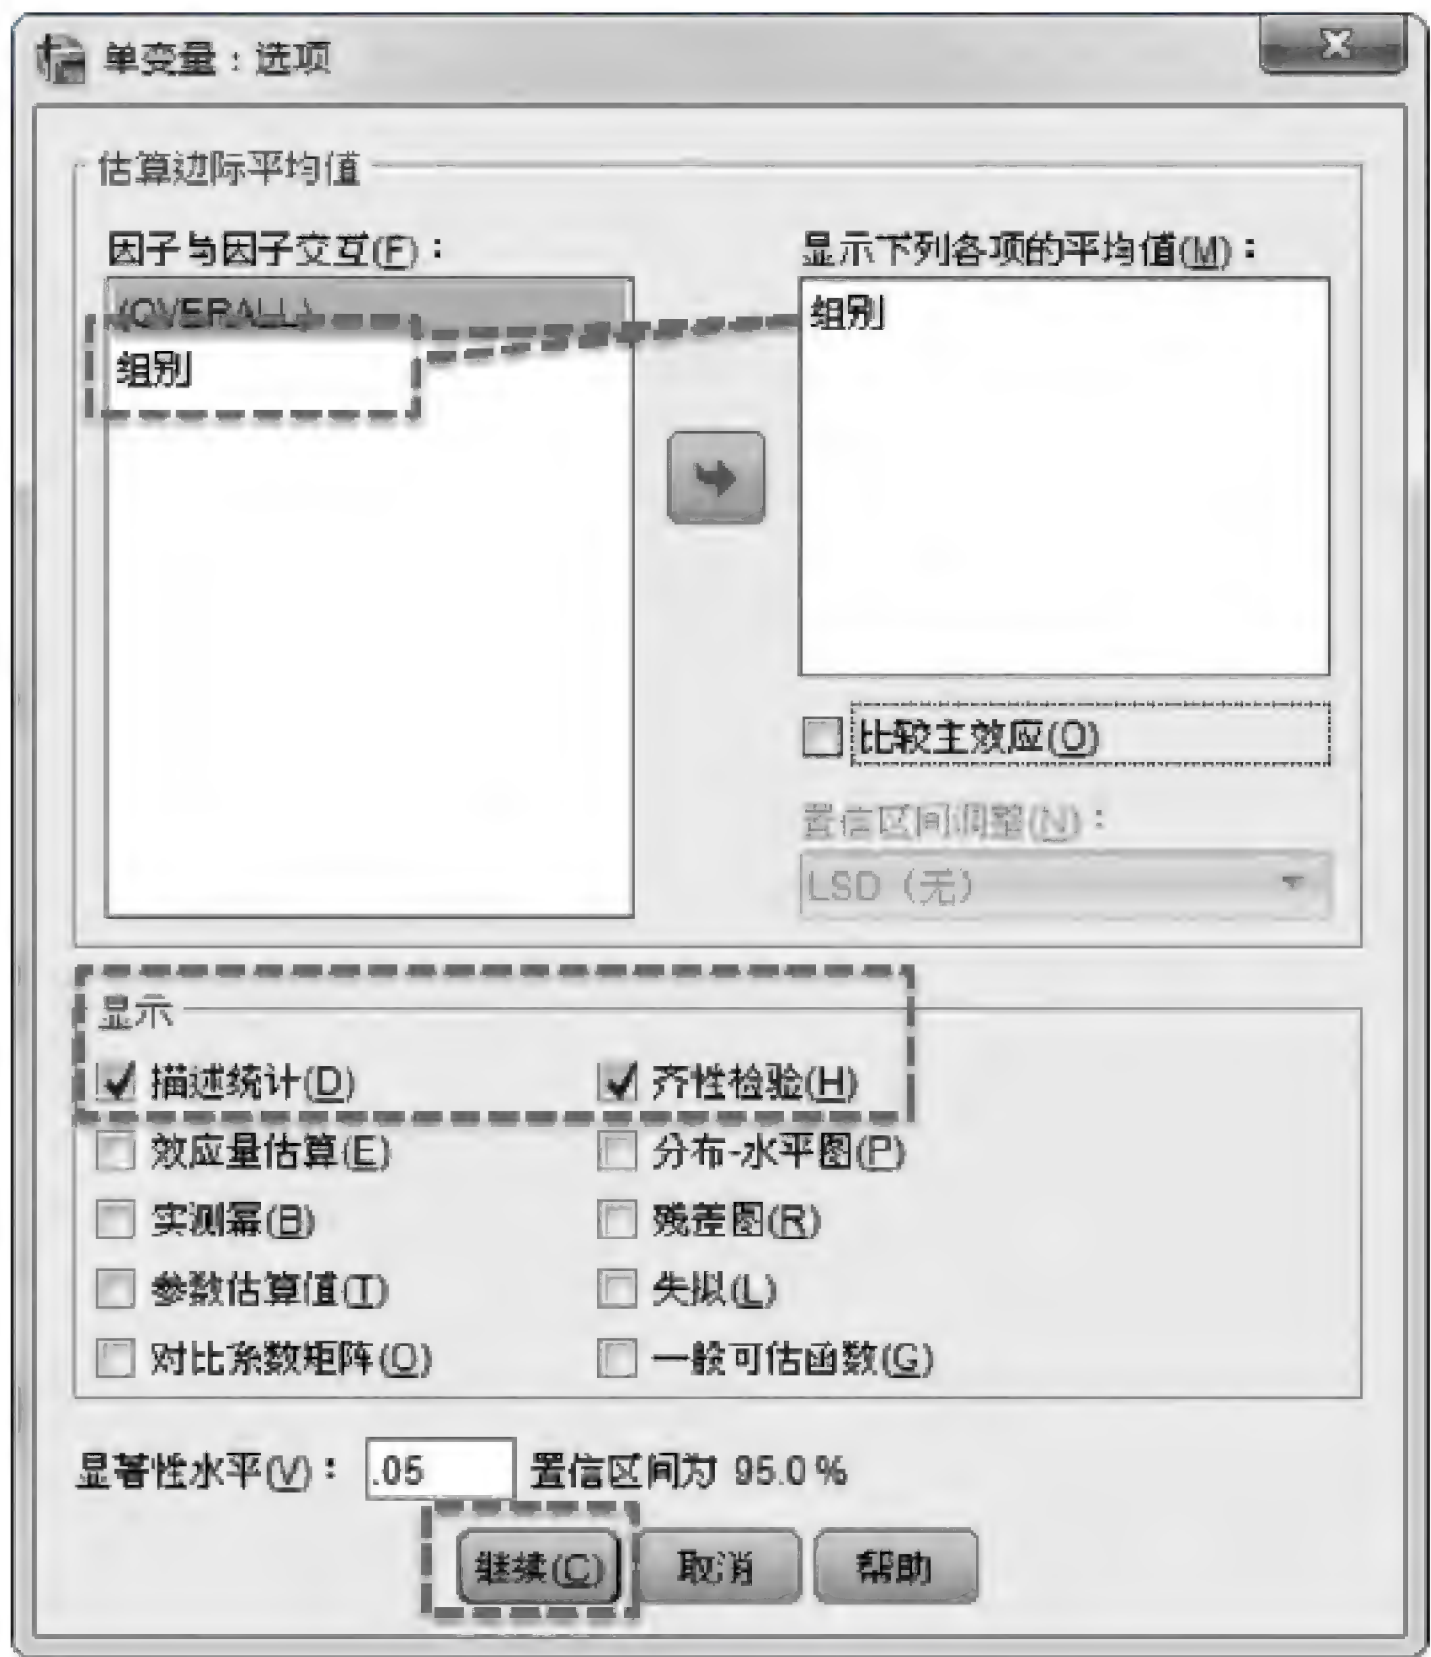 单变量：选项
估算边际平均值
因子与因子交互(F)：
显示下列各项的平均值(M)：
(OVERALL)
组别
组别
比较主效应(O)
置信区间调整(N)：
LSD（无）
显示
描述统计(D)
齐性检验(H)
效应量估算(E)
分布-水平图(P)
实测幂(B)
残差图(R)
参数估算值(T)
失拟(L)
对比系数矩阵(O)
一般可估函数(G)
显著性水平(V)： .05 置信区间为 95.0 %
继续(C)
取消
帮助